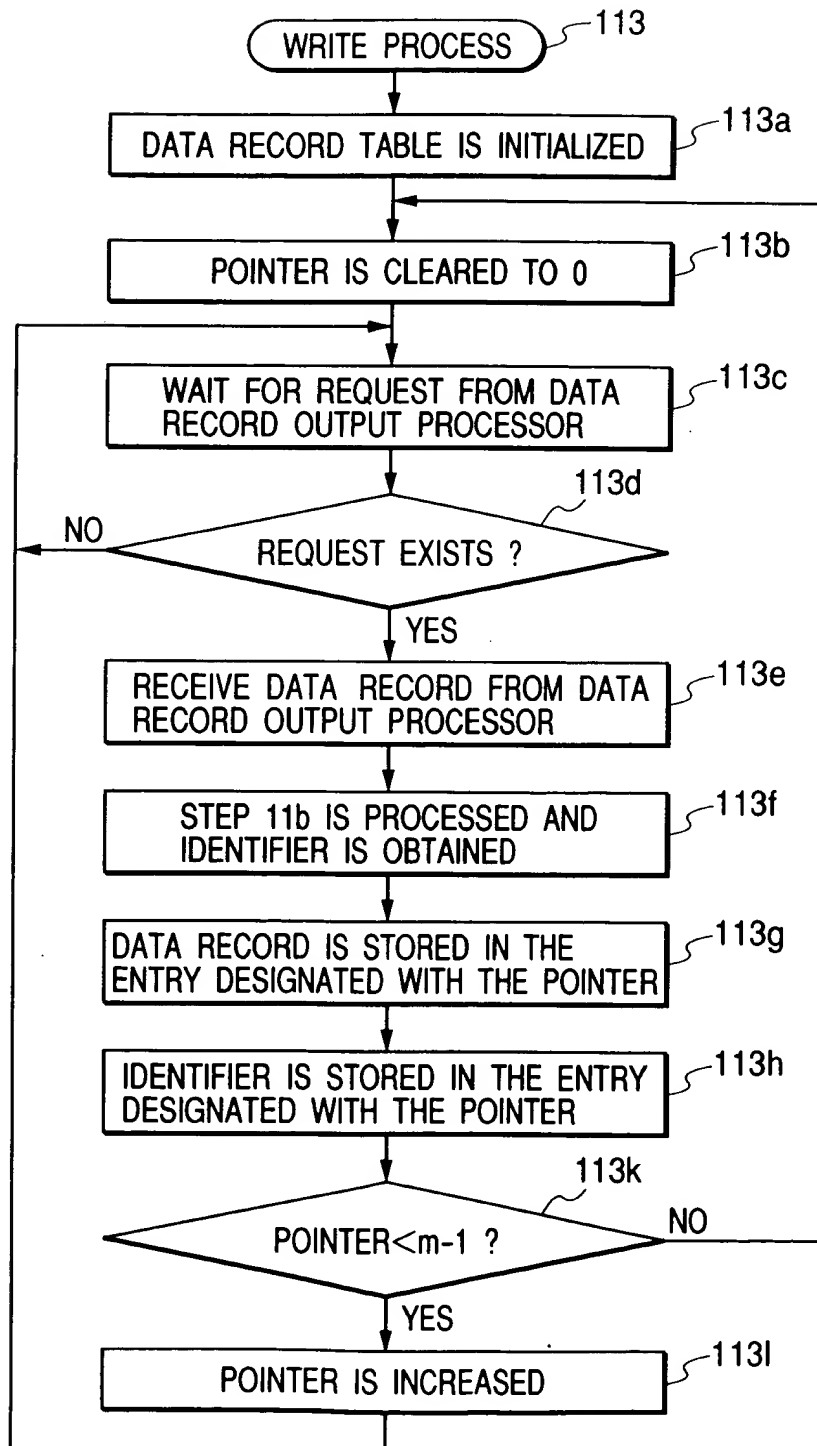 WRITE PROCESS
113
113a
DATA RECORD TABLE IS INITIALIZED
113b
POINTER IS CLEARED TO 0
113c
WAIT FOR REQUEST FROM DATA
RECORD OUTPUT PROCESSOR
113d
NO
REQUEST EXISTS ?
YES
113e
RECEIVE DATA RECORD FROM DATA
RECORD OUTPUT PROCESSOR
113f
STEP 11b IS PROCESSED AND
IDENTIFIER IS OBTAINED
113g
DATA RECORD IS STORED IN THE
ENTRY DESIGNATED WITH THE POINTER
113h
IDENTIFIER IS STORED IN THE ENTRY
DESIGNATED WITH THE POINTER
113k
POINTER<m-1 ?
NO
YES
113l
POINTER IS INCREASED